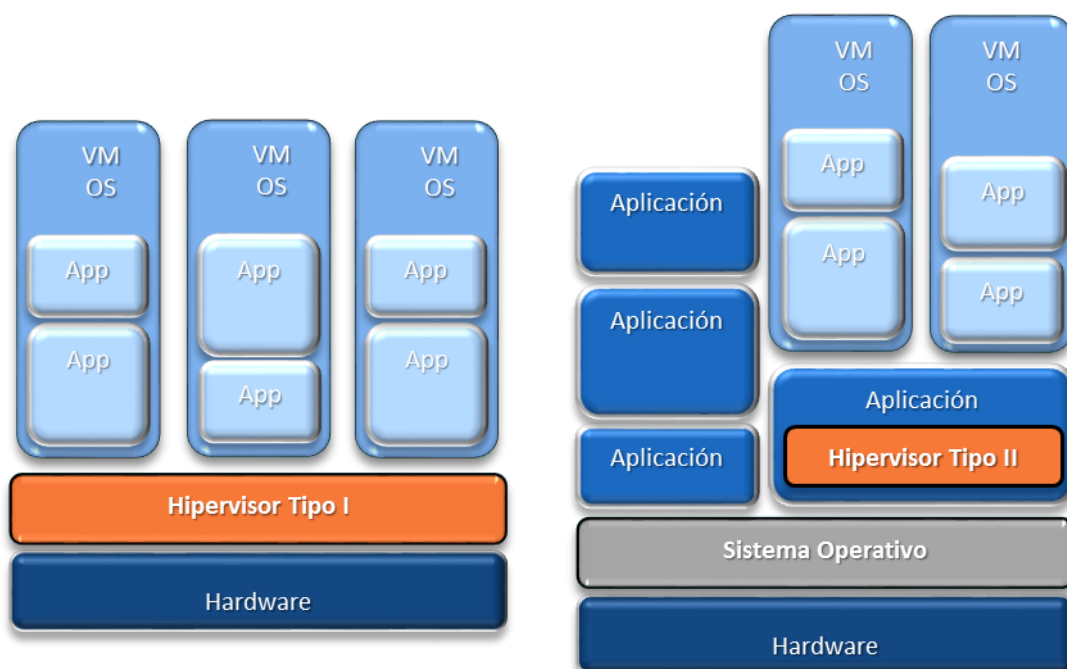 VM
OS
App
App
VM
OS
App
App
VM
OS
App
App
Hipervisor Tipo I
Hardware
Aplicación
Aplicación
Aplicación
VM
OS
App
App
VM
OS
App
App
Aplicación
Hipervisor Tipo II
Sistema Operativo
Hardware